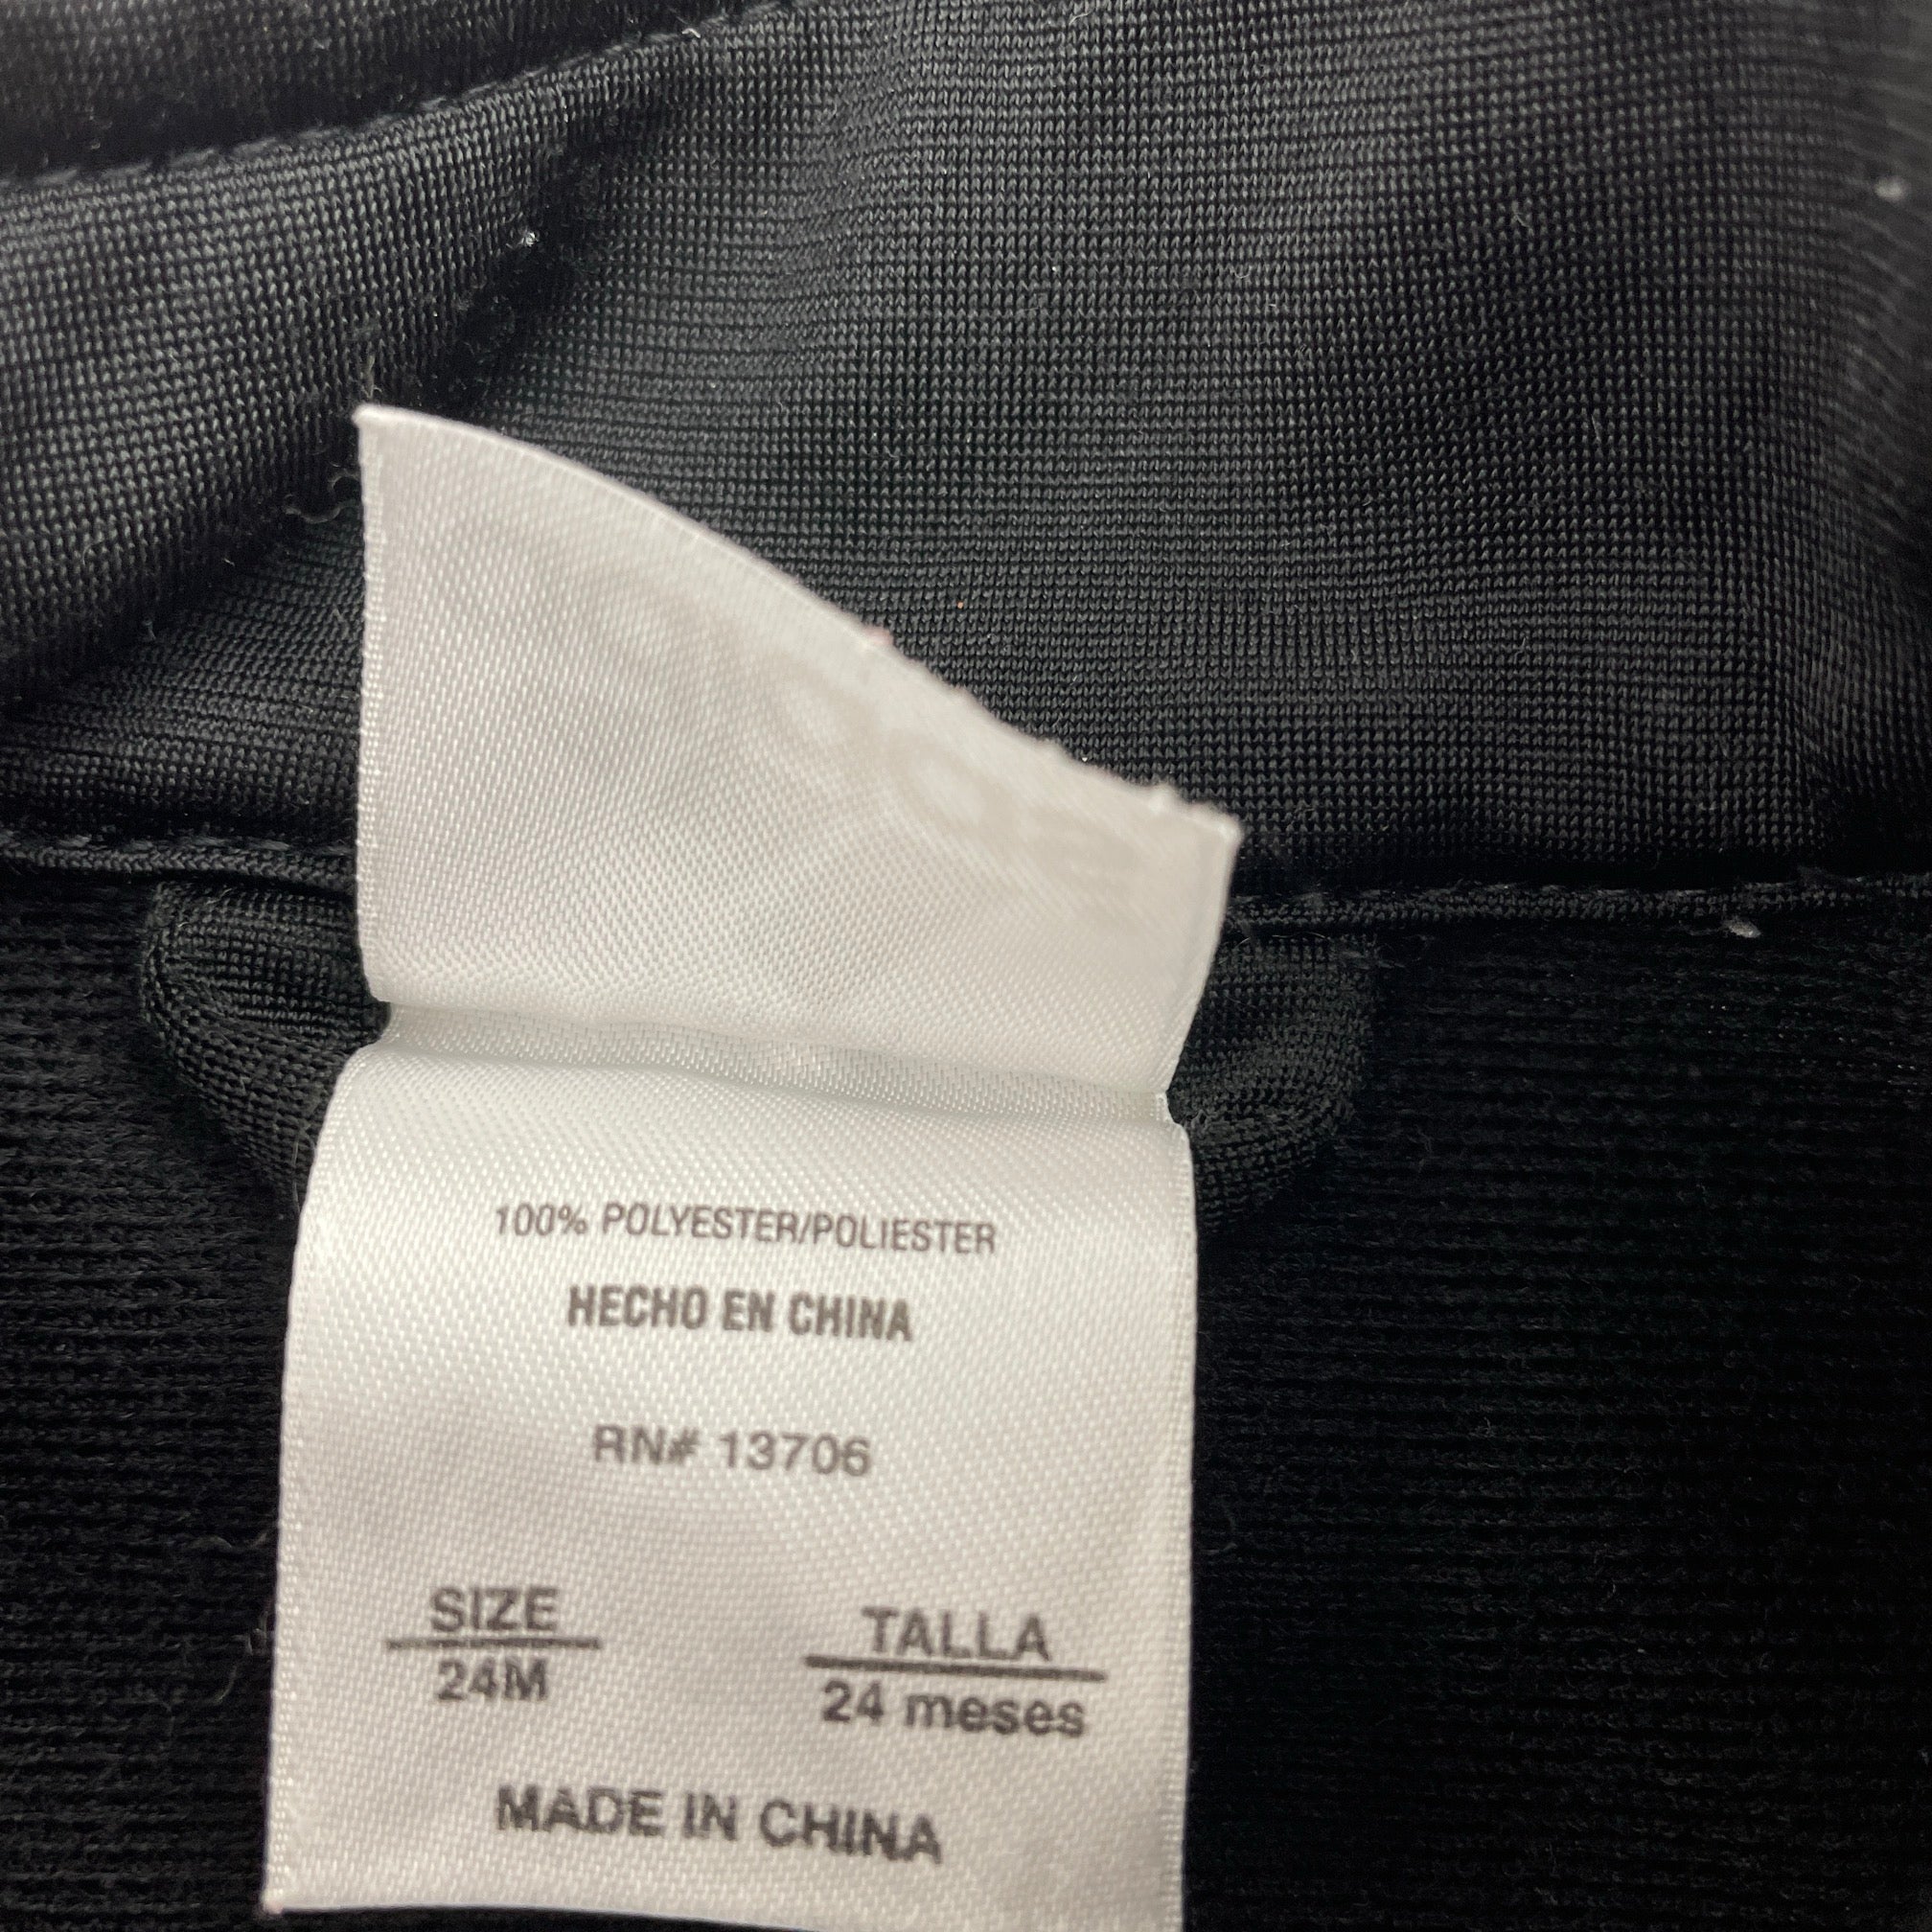 100% POLYESTER/POLIESTER
HECHO EN CHINA
RN# 13706
SIZE
24M
TALLA
24 meses
MADE IN CHINA